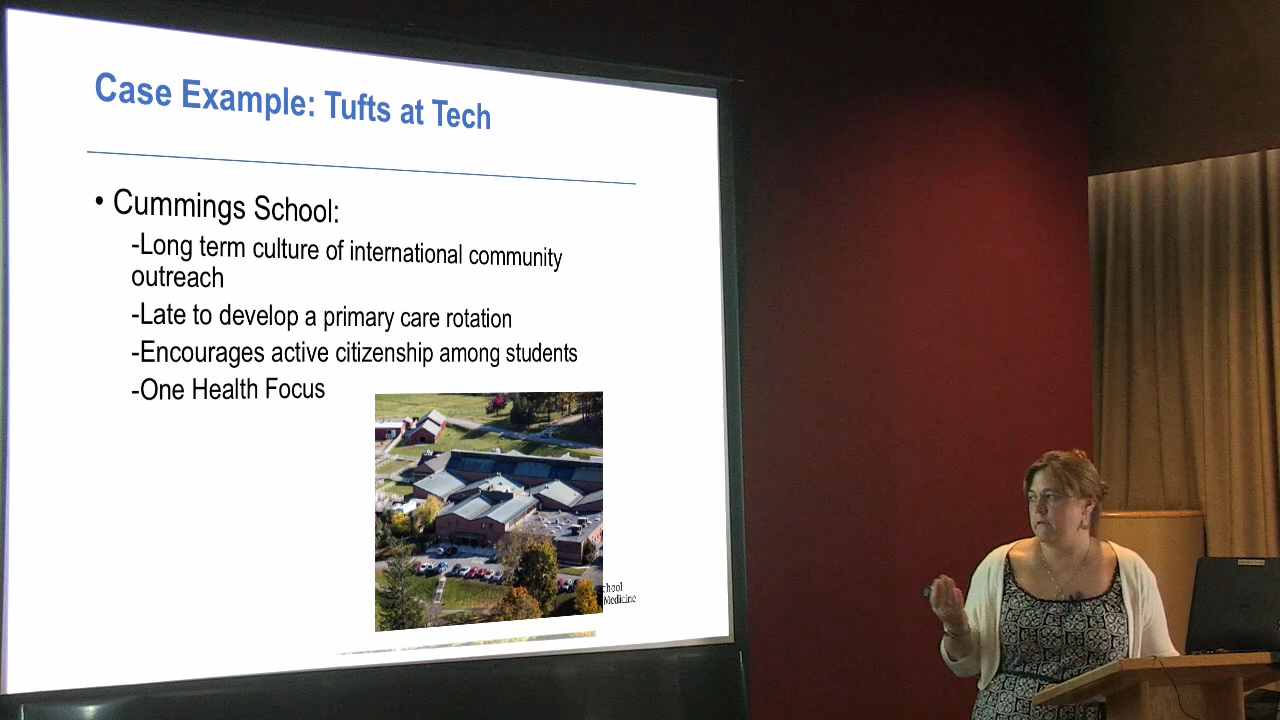 Case Example: Tufts at Tech
• Cummings School:
-Long term culture of international community
outreach
-Late to develop a primary care rotation
-Encourages active citizenship among students
-One Health Focus
chool
Medicine